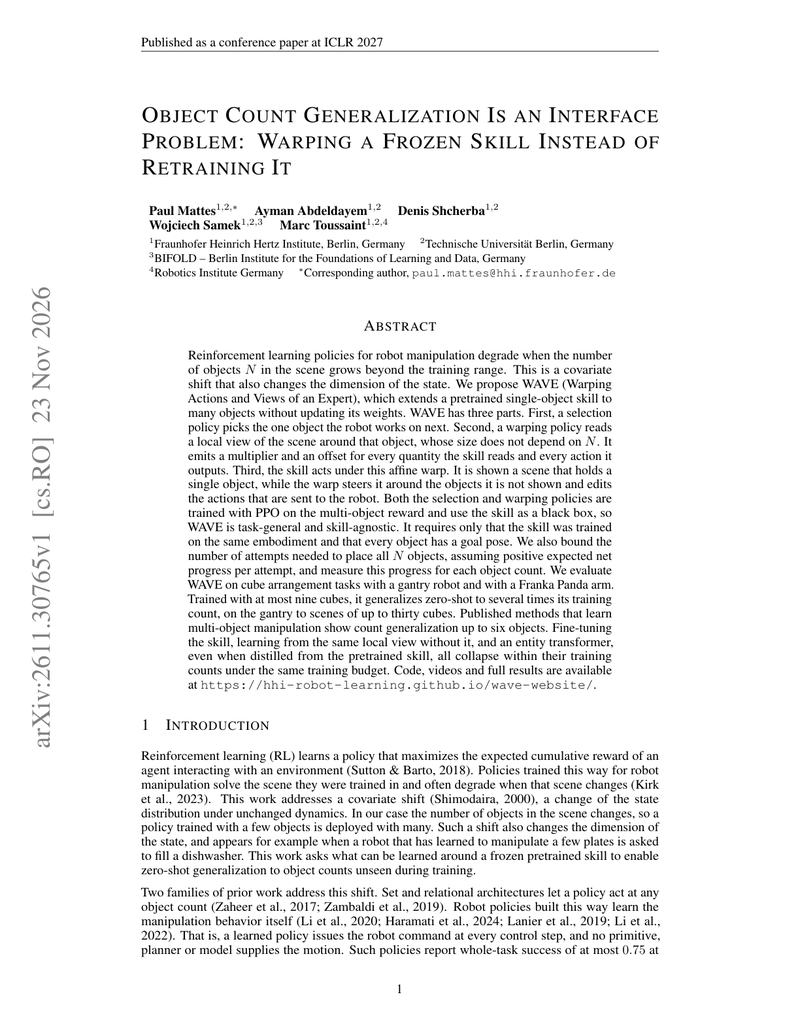 Published as a conference paper at ICLR 2027
OBJECT COUNT GENERALIZATION IS AN INTERFACE
PROBLEM: WARPING A FROZEN SKILL INSTEAD OF
RETRAINING IT
Paul Mattes1,2,* Ayman Abdeldayem1,2 Denis Shcherba1,2
Wojciech Samek1,2,3 Marc Toussaint1,2,4
1Fraunhofer Heinrich Hertz Institute, Berlin, Germany 2Technische Universität Berlin, Germany
3BIFOLD – Berlin Institute for the Foundations of Learning and Data, Germany
4Robotics Institute Germany *Corresponding author, paul.mattes@hhi.fraunhofer.de
ABSTRACT
Reinforcement learning policies for robot manipulation degrade when the number
of objects N in the scene grows beyond the training range. This is a covariate
shift that also changes the dimension of the state. We propose WAVE (Warping
Actions and Views of an Expert), which extends a pretrained single-object skill to
many objects without updating its weights. WAVE has three parts. First, a selection
policy picks the one object the robot works on next. Second, a warping policy reads
a local view of the scene around that object, whose size does not depend on N. It
emits a multiplier and an offset for every quantity the skill reads and every action it
outputs. Third, the skill acts under this affine warp. It is shown a scene that holds a
single object, while the warp steers it around the objects it is not shown and edits
the actions that are sent to the robot. Both the selection and warping policies are
trained with PPO on the multi-object reward and use the skill as a black box, so
WAVE is task-general and skill-agnostic. It requires only that the skill was trained
on the same embodiment and that every object has a goal pose. We also bound the
number of attempts needed to place all N objects, assuming positive expected net
progress per attempt, and measure this progress for each object count. We evaluate
WAVE on cube arrangement tasks with a gantry robot and with a Franka Panda arm.
Trained with at most nine cubes, it generalizes zero-shot to several times its training
count, on the gantry to scenes of up to thirty cubes. Published methods that learn
multi-object manipulation show count generalization up to six objects. Fine-tuning
the skill, learning from the same local view without it, and an entity transformer,
even when distilled from the pretrained skill, all collapse within their training
counts under the same training budget. Code, videos and full results are available
at https://hhi-robot-learning.github.io/wave-website/.
1 INTRODUCTION
Reinforcement learning (RL) learns a policy that maximizes the expected cumulative reward of an
agent interacting with an environment (Sutton & Barto, 2018). Policies trained this way for robot
manipulation solve the scene they were trained in and often degrade when that scene changes (Kirk
et al., 2023). This work addresses a covariate shift (Shimodaira, 2000), a change of the state
distribution under unchanged dynamics. In our case the number of objects in the scene changes, so a
policy trained with a few objects is deployed with many. Such a shift also changes the dimension of
the state, and appears for example when a robot that has learned to manipulate a few plates is asked
to fill a dishwasher. This work asks what can be learned around a frozen pretrained skill to enable
zero-shot generalization to object counts unseen during training.
Two families of prior work address this shift. Set and relational architectures let a policy act at any
object count (Zaheer et al., 2017; Zambaldi et al., 2019). Robot policies built this way learn the
manipulation behavior itself (Li et al., 2020; Haramati et al., 2024; Lanier et al., 2019; Li et al.,
2022). That is, a learned policy issues the robot command at every control step, and no primitive,
planner or model supplies the motion. Such policies report whole-task success of at most 0.75 at
1
arXiv:2611.30765v1 [cs.RO] 23 Nov 2026